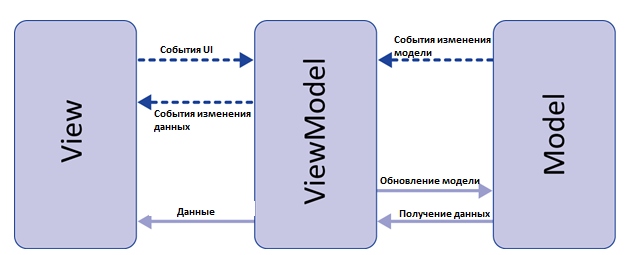 View
События UI
События изменения
данных
Данные
ViewModel
События изменения
модели
Обновление модели
Получение данных
Model